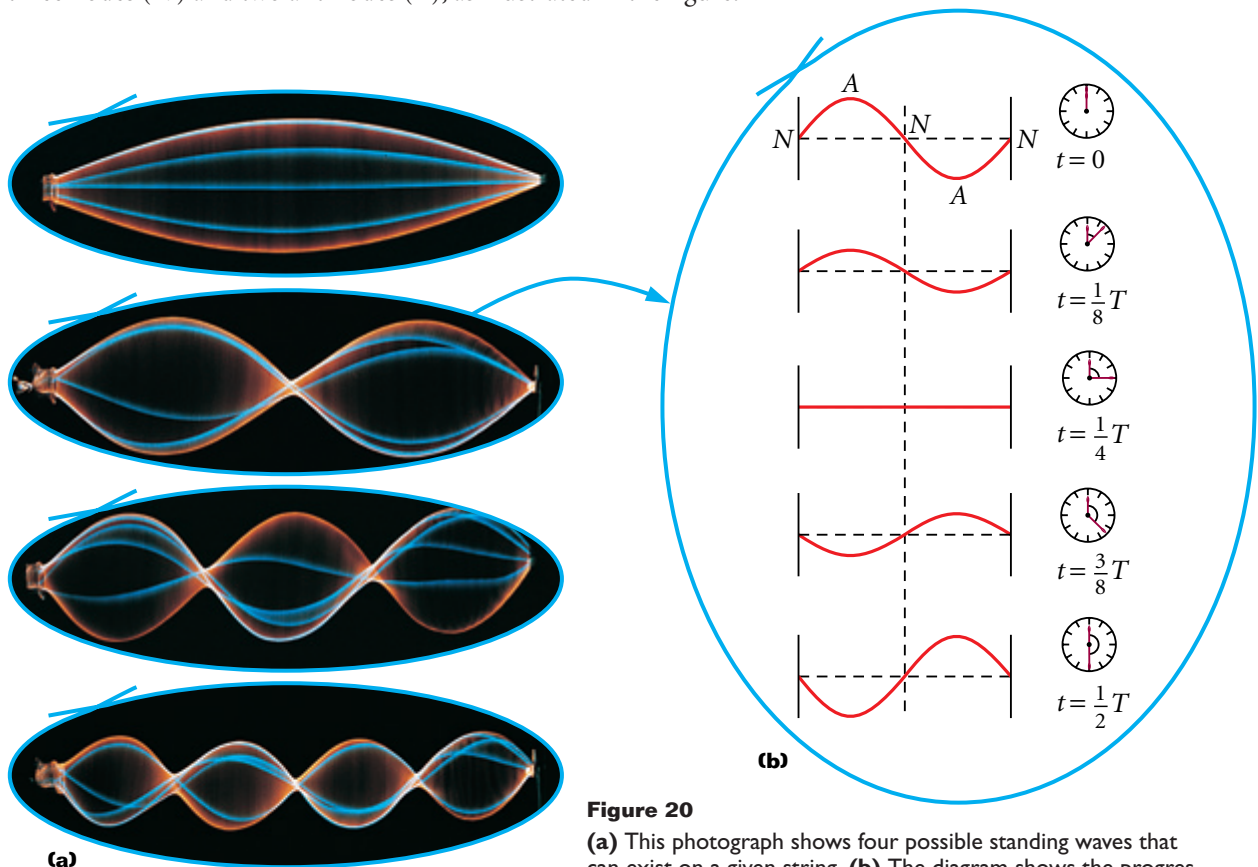 A
N
N
N
A
t = 0
t = 1/8 T
t = 1/4 T
t = 3/8 T
t = 1/2 T
(b)
(a)
Figure 20
(a) This photograph shows four possible standing waves that